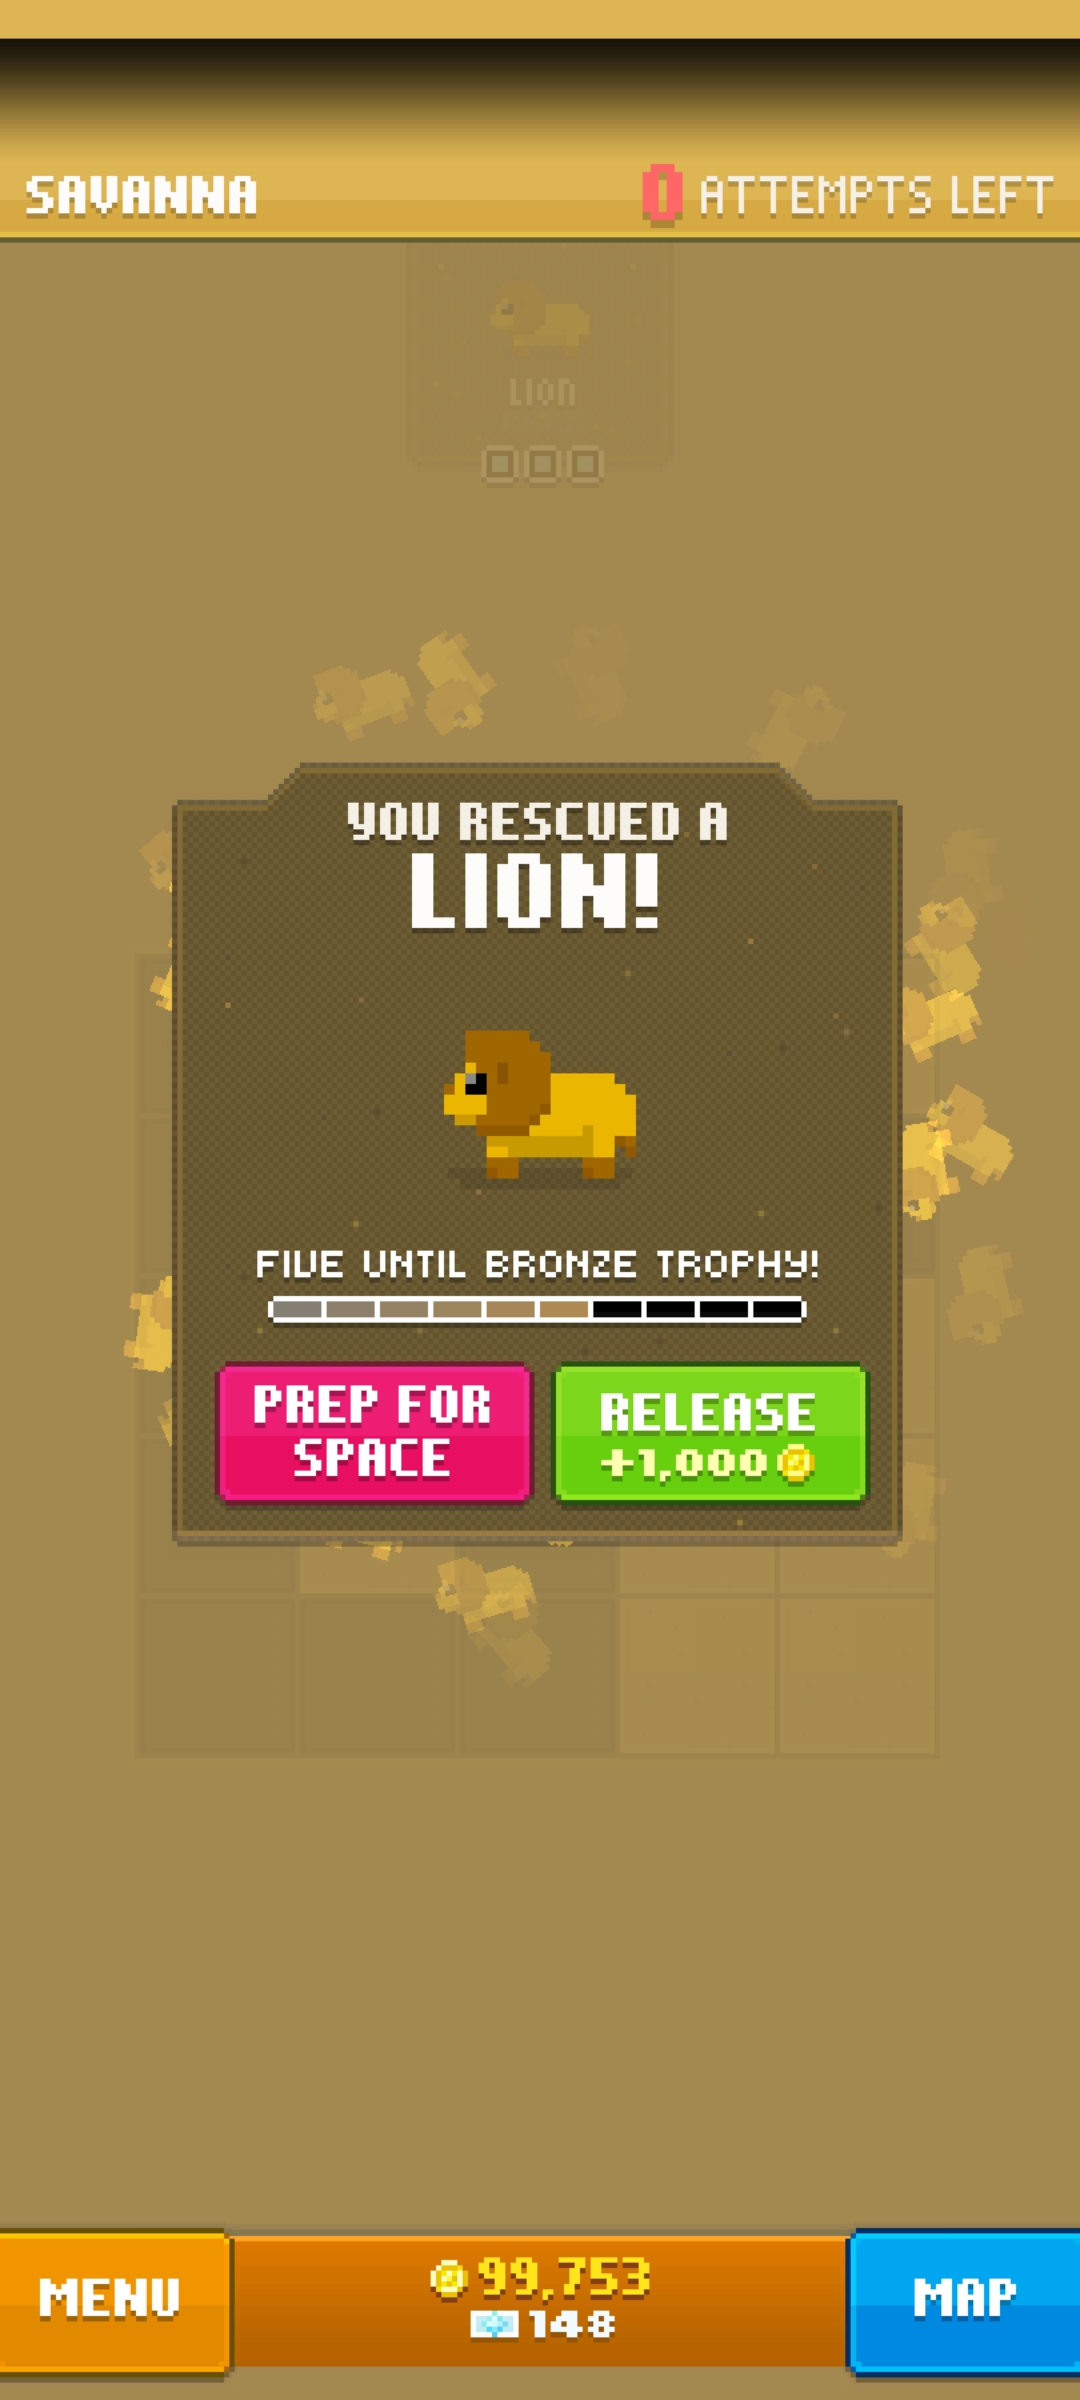 SAVANNA
0 ATTEMPTS LEFT
LION
YOU RESCUED A
LION!
FIVE UNTIL BRONZE TROPHY!
PREP FOR
SPACE
RELEASE
+1,000
MENU
99,753
148
MAP